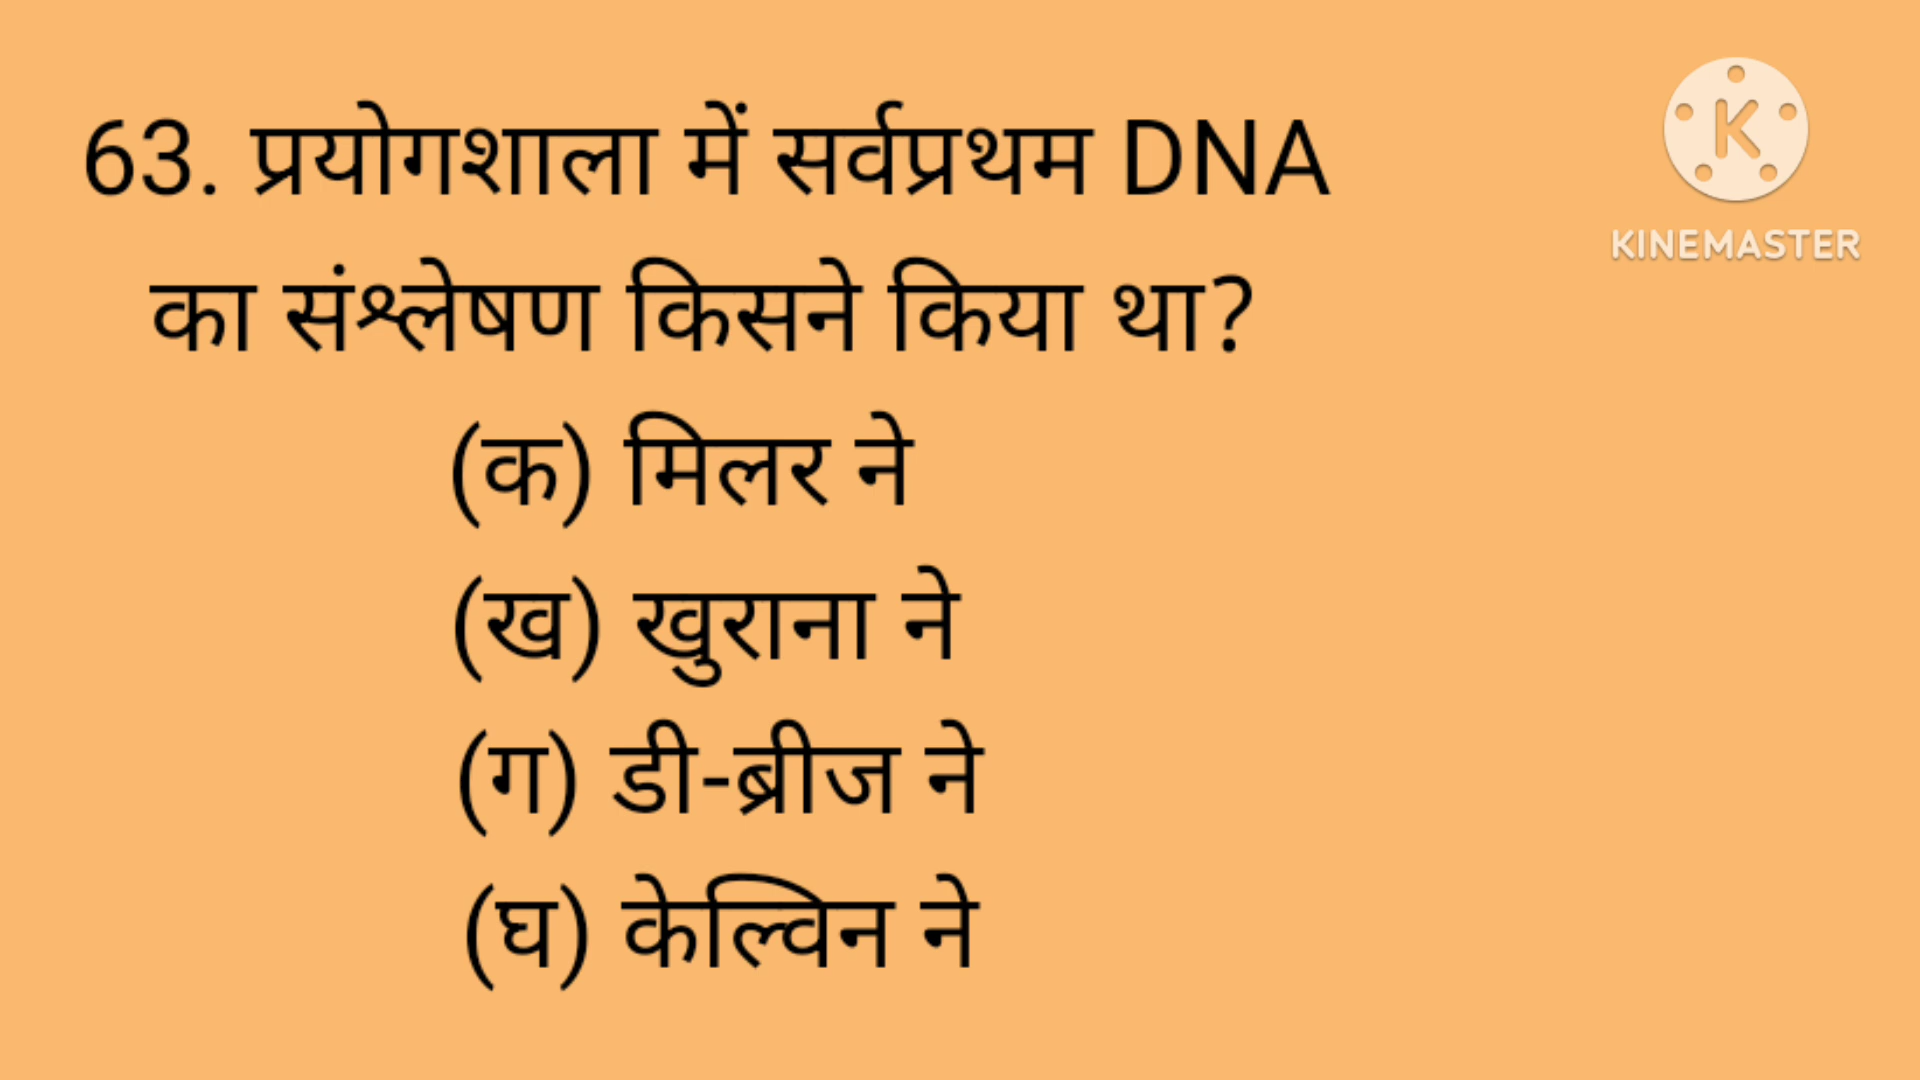 63. प्रयोगशाला में सर्वप्रथम DNA
का संश्लेषण किसने किया था?
(क) मिलर ने
(ख) खुराना ने
(ग) डी-ब्रीज ने
(घ) केल्विन ने
K
KINEMASTER